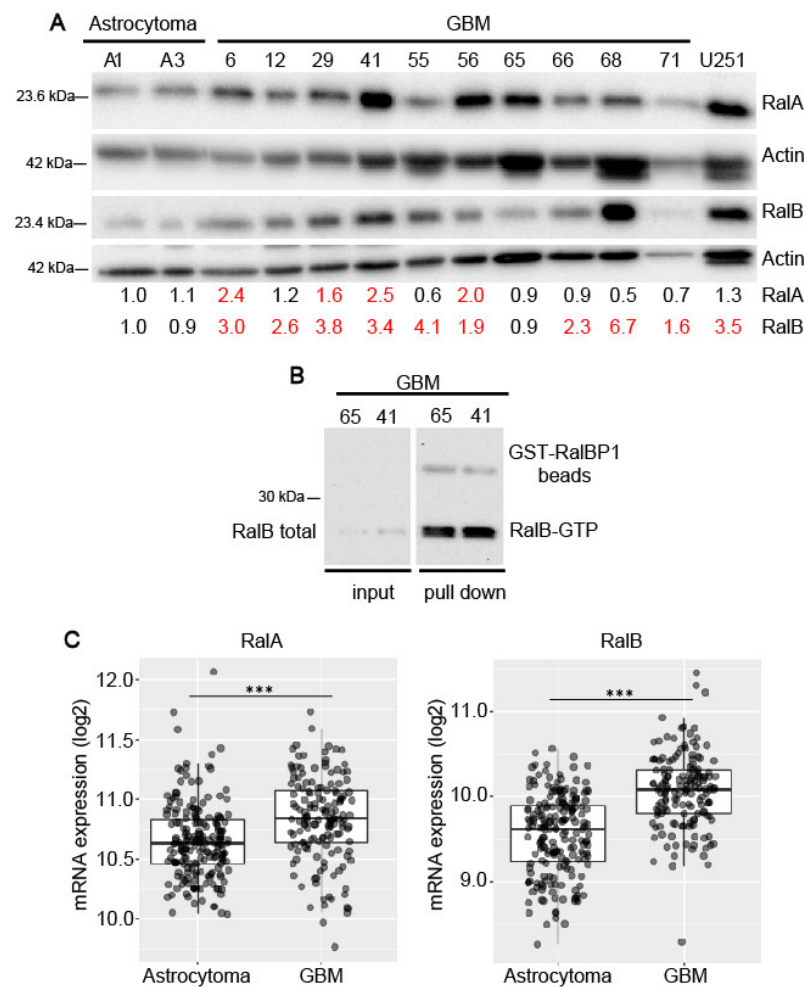 A
Astrocytoma GBM
A1 A3 6 12 29 41 55 56 65 66 68 71 U251
23.6 kDa RalA
42 kDa Actin
23.4 kDa RalB
42 kDa Actin
1.0 1.1 2.4 1.2 1.6 2.5 0.6 2.0 0.9 0.9 0.5 0.7 1.3 RalA
1.0 0.9 3.0 2.6 3.8 3.4 4.1 1.9 0.9 2.3 6.7 1.6 3.5 RalB
B
GBM
65 41 65 41
GST-RalBP1
beads
30 kDa
RalB total RalB-GTP
input pull down
C
RalA
mRNA expression (log2)
12.0
11.5
11.0
10.5
10.0
***
Astrocytoma GBM
RalB
mRNA expression (log2)
11.0
10.0
9.0
***
Astrocytoma GBM